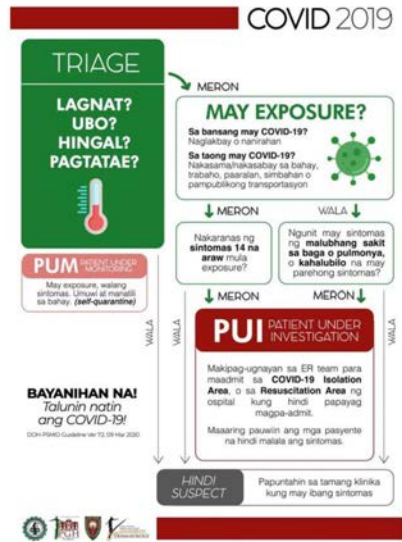 COVID 2019
TRIAGE
LAGNAT?
UBO?
HINGAL?
PAGTATAE?
MERON
MAY EXPOSURE?
Sa bansang may COVID-19?
Naglakbay o nanirahan
Sa taong may COVID-19?
Nakasama/nakasabay sa bahay,
trabaho, paaralan, simbahan o
pampublikong transportasyon
MERON
WALA
Nakaranas ng
sintomas 14 na
araw mula
exposure?
Ngunit may sintomas
ng malubhang sakit
sa baga o pulmonya,
o kahalubilo na may
parehong sintomas?
PUM PATIENT UNDER
MONITORING
May exposure, walang
sintomas. Umuwi at manatili
sa bahay. (self-quarantine)
MERON
MERON
WALA
WALA
WALA
PUI PATIENT UNDER
INVESTIGATION
Makipag-ugnayan sa ER team para
maadmit sa COVID-19 Isolation
Area, o sa Resuscitation Area ng
ospital kung hindi papayag
magpa-admit.
Maaaring pauwiin ang mga pasyente
na hindi malala ang sintomas.
BAYANIHAN NA!
Talunin natin
ang COVID-19!
HINDI
SUSPECT
Papuntahin sa tamang klinika
kung may ibang sintomas